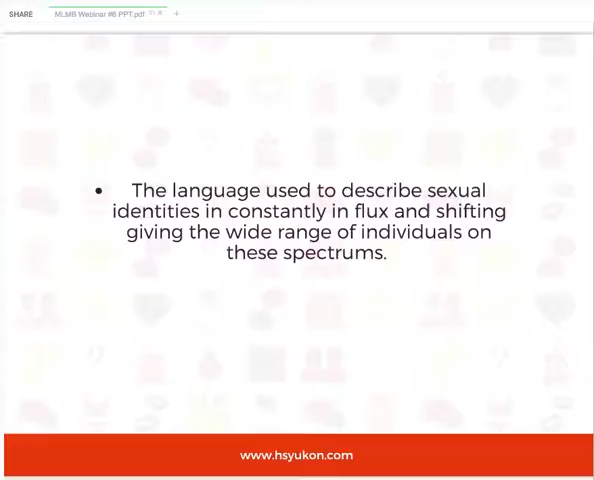 SHARE MLMB Webinar #6 PPT.pdf
• The language used to describe sexual
identities in constantly in flux and shifting
giving the wide range of individuals on
these spectrums.
www.hsyukon.com